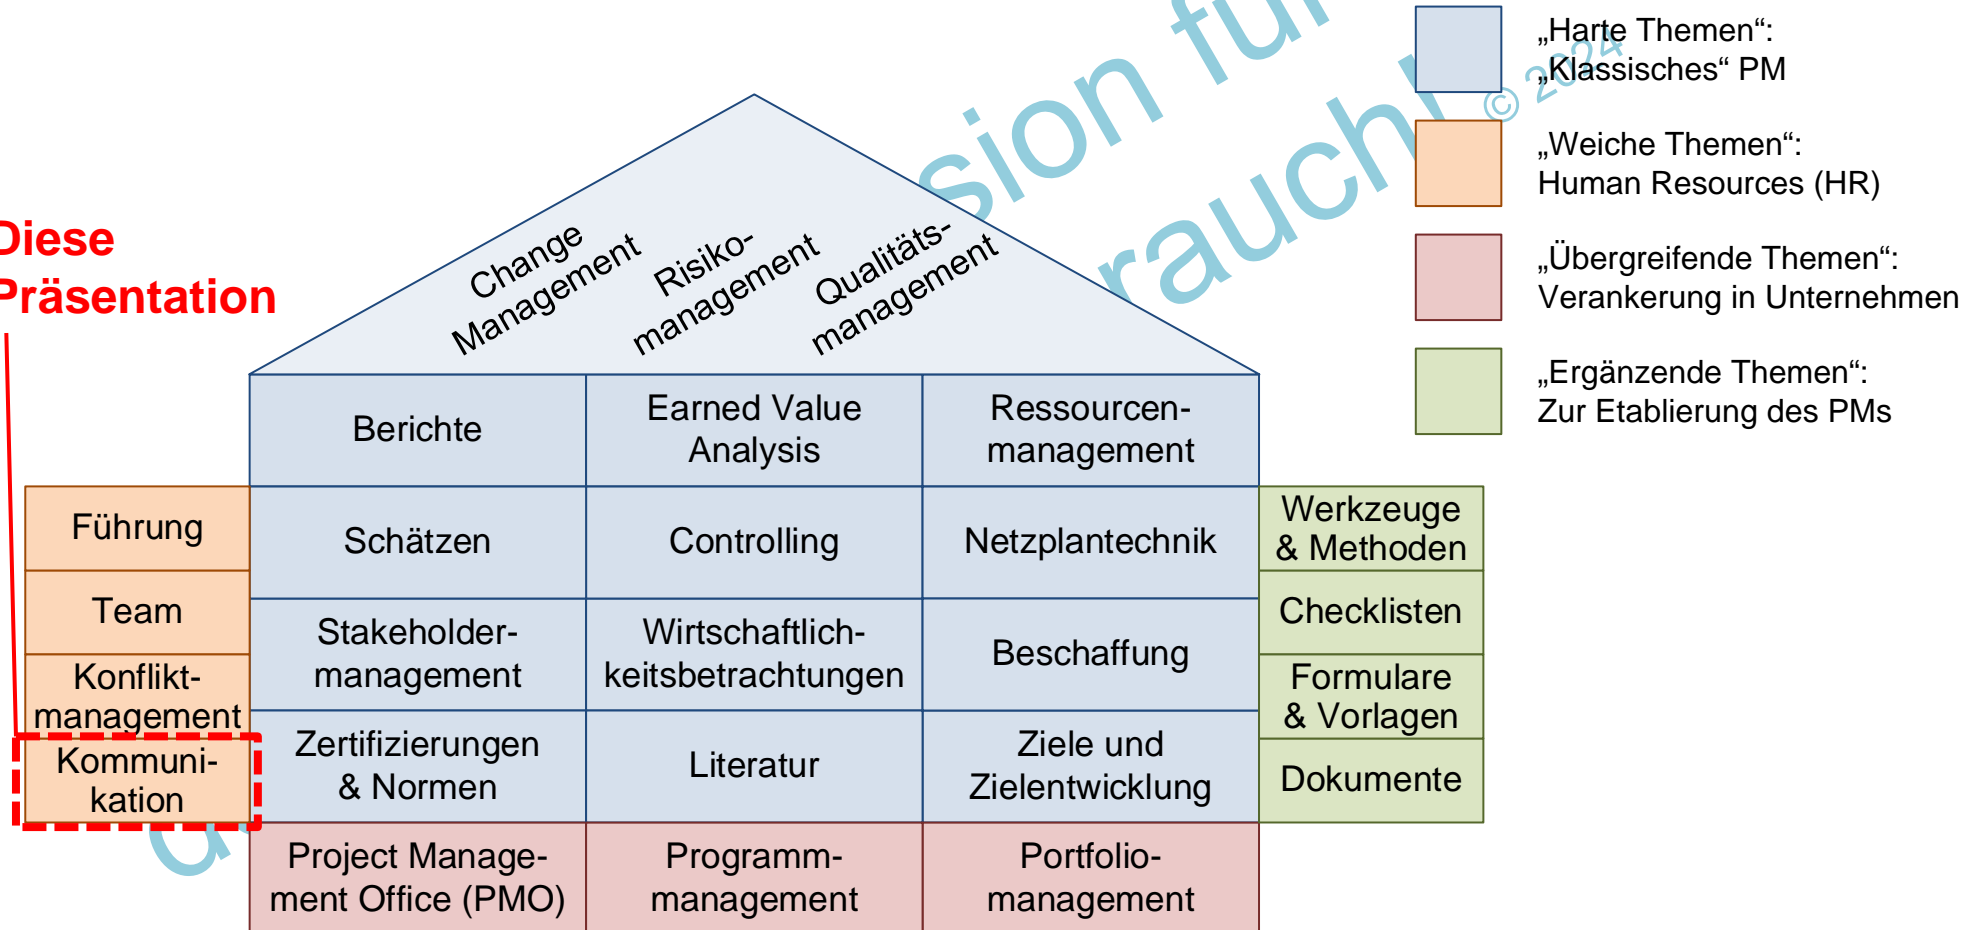 „Harte Themen“:
„Klassisches“ PM
„Weiche Themen“:
Human Resources (HR)
„Übergreifende Themen“:
Verankerung in Unternehmen
„Ergänzende Themen“:
Zur Etablierung des PMs
© 2024
Diese
Präsentation
Change
Management
Risiko-
management
Qualitäts-
management
Berichte
Earned Value
Analysis
Ressourcen-
management
Führung
Schätzen
Controlling
Netzplantechnik
Werkzeuge
& Methoden
Team
Stakeholder-
management
Wirtschaftlich-
keitsbetrachtungen
Beschaffung
Checklisten
Konflikt-
management
Formulare
& Vorlagen
Kommuni-
kation
Zertifizierungen
& Normen
Literatur
Ziele und
Zielentwicklung
Dokumente
Project Manage-
ment Office (PMO)
Programm-
management
Portfolio-
management